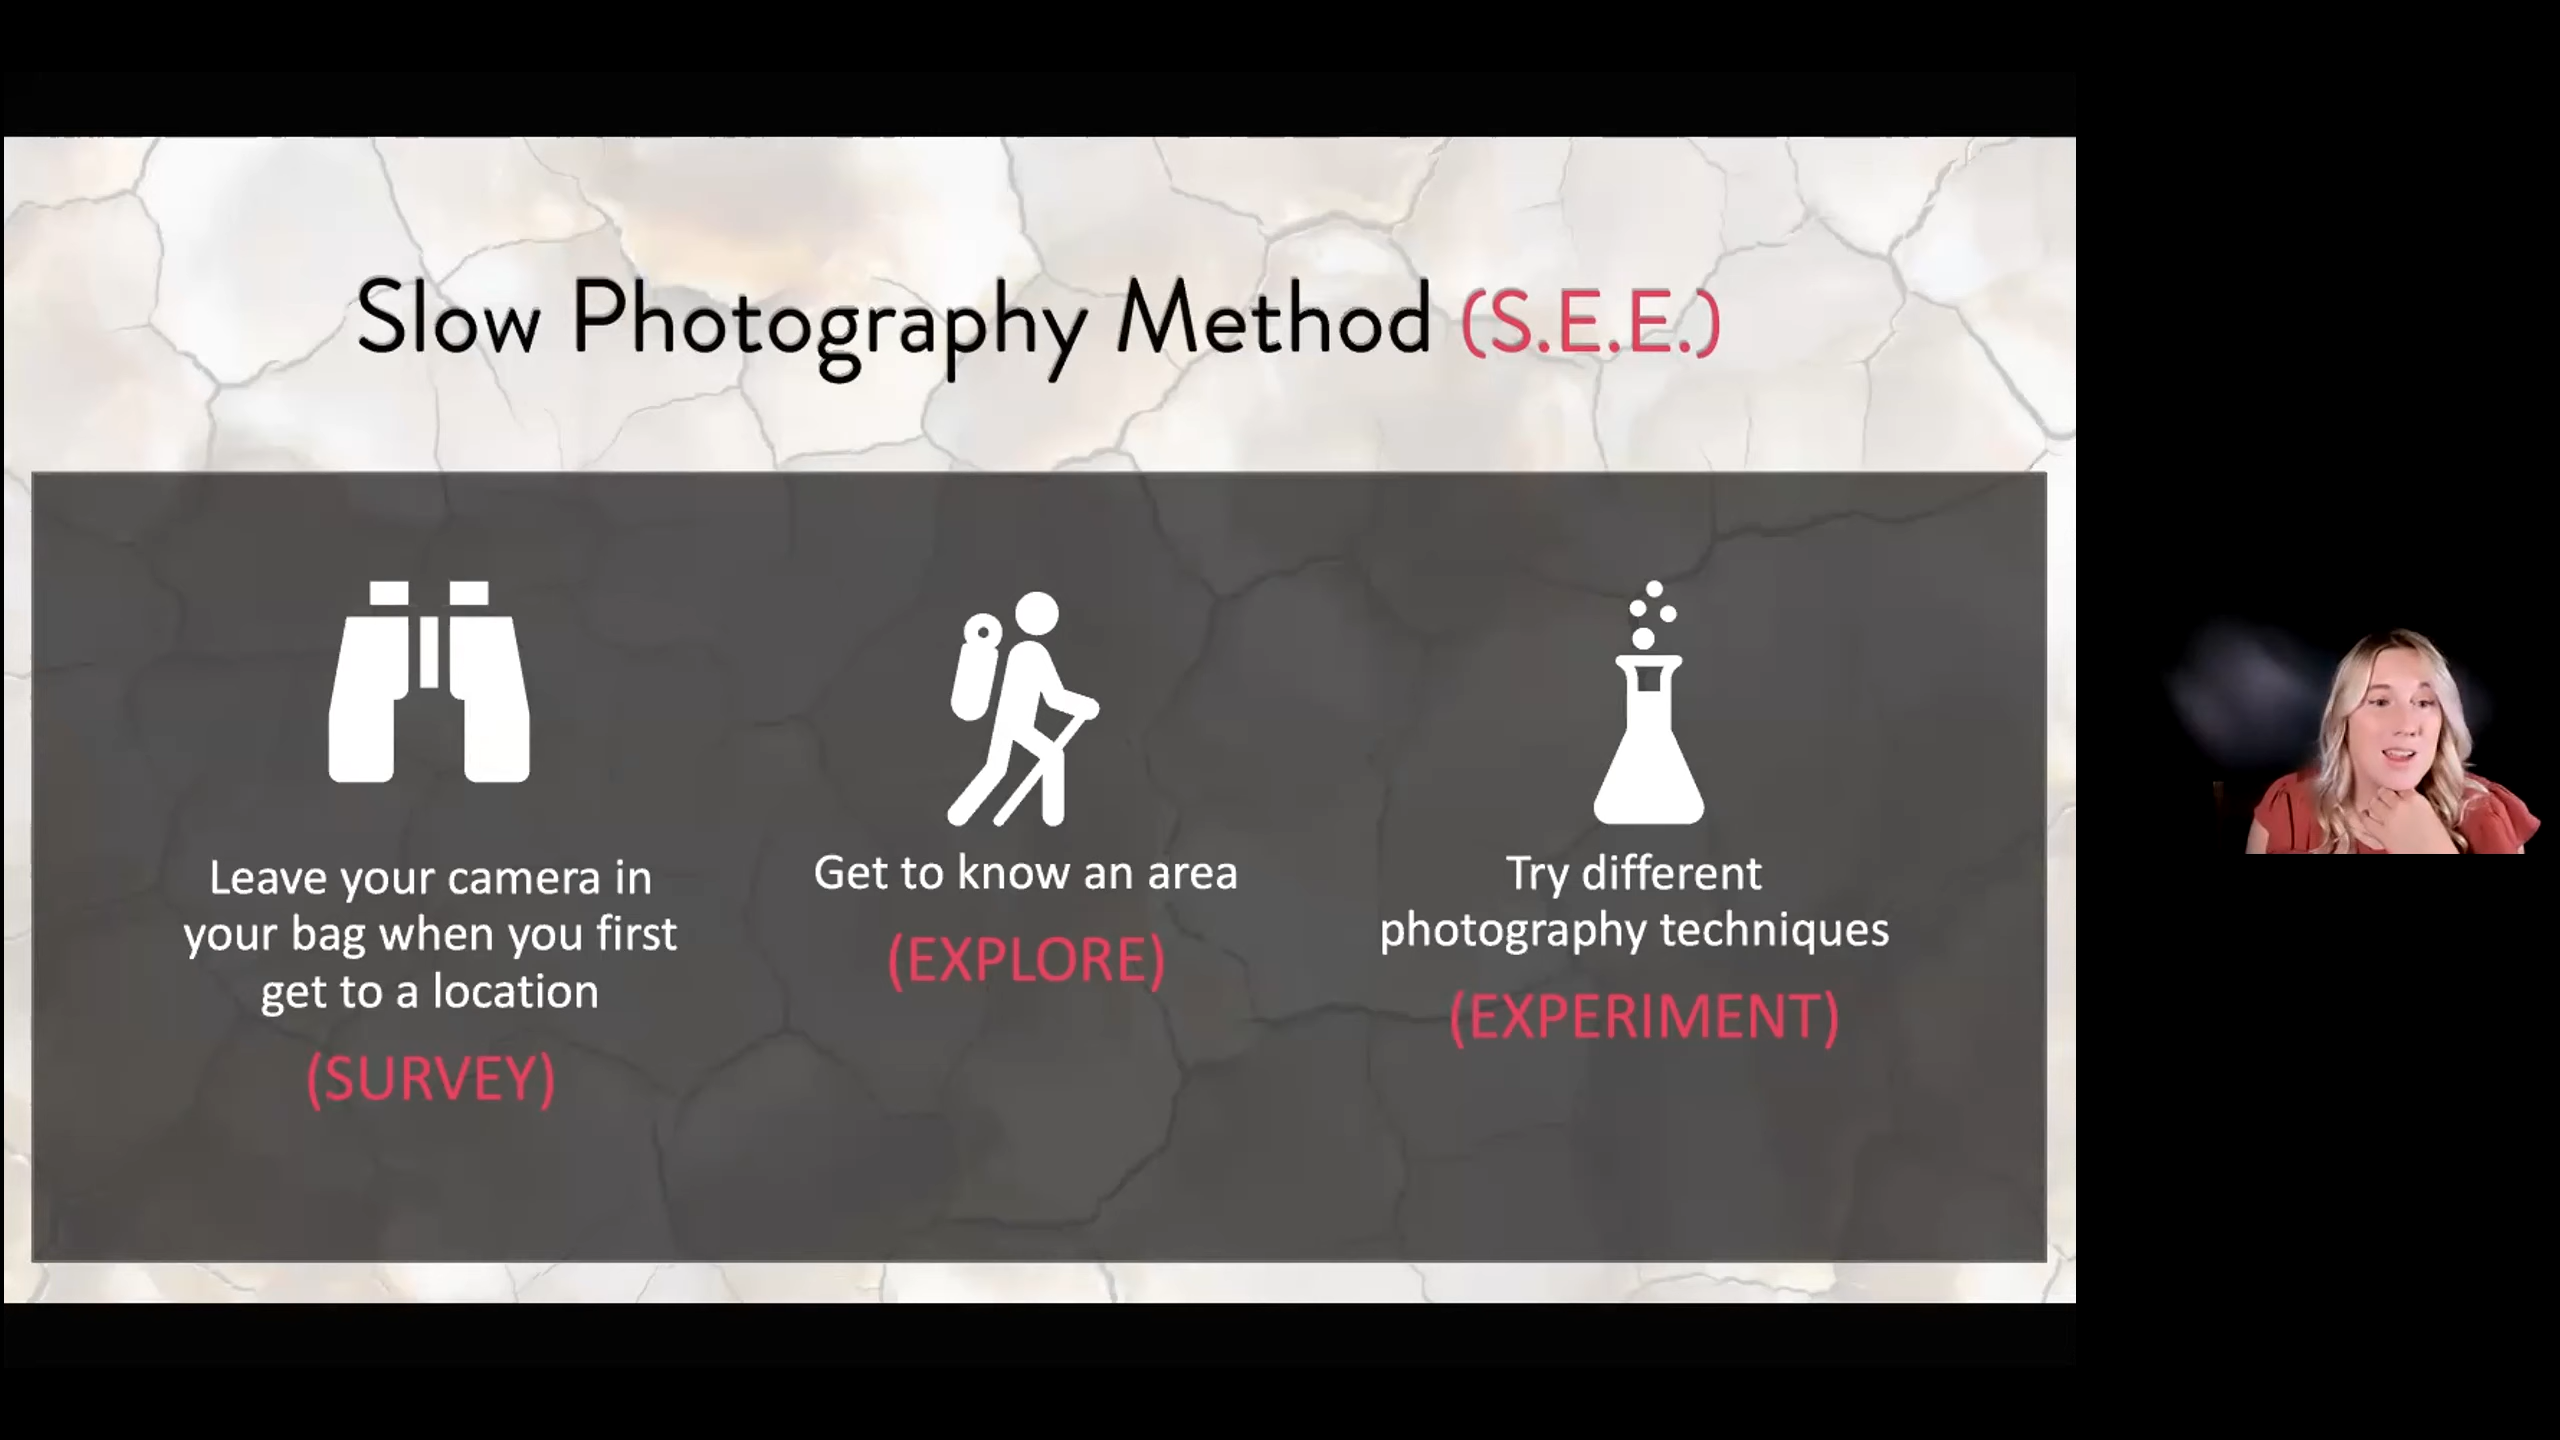 Slow Photography Method (S.E.E.)
Leave your camera in
your bag when you first
get to a location
(SURVEY)
Get to know an area
(EXPLORE)
Try different
photography techniques
(EXPERIMENT)